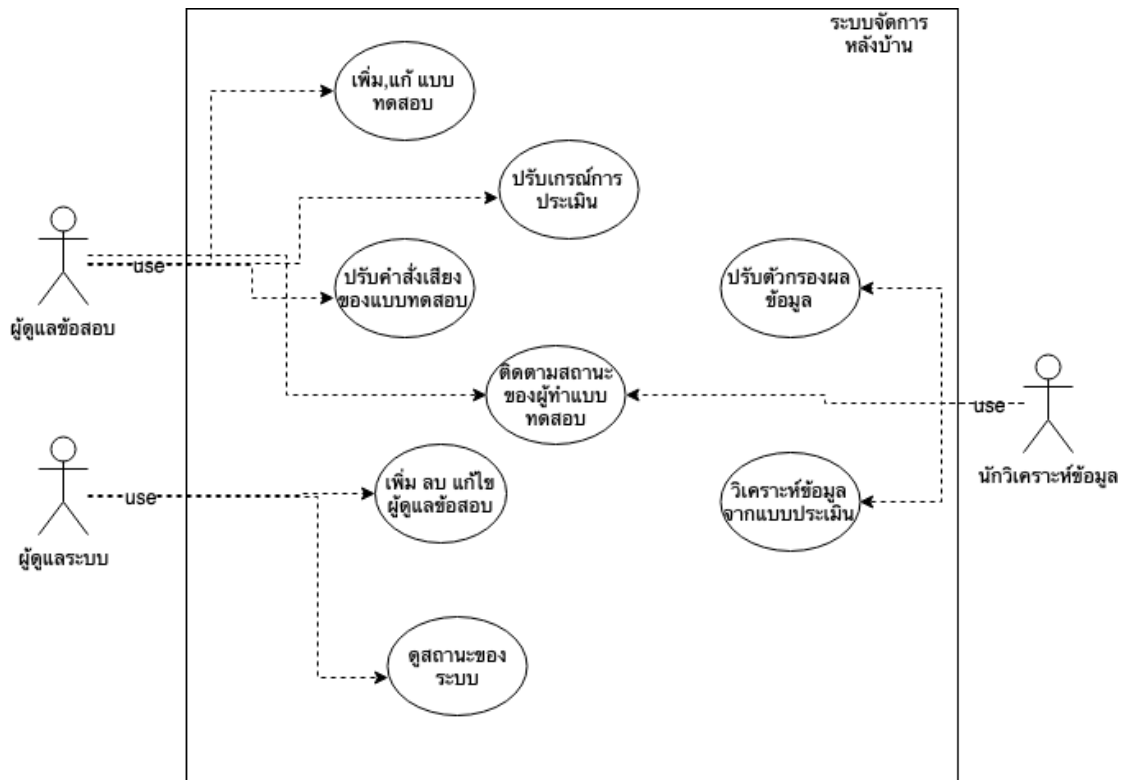 ระบบจัดการ
หลังบ้าน
เพิ่ม,แก้ แบบ
ทดสอบ
ปรับเกรณ์การ
ประเมิน
use
ผู้ดูแลข้อสอบ
ปรับคำสั่งเสียง
ของแบบทดสอบ
ปรับตัวกรองผล
ข้อมูล
ติดตามสถานะ
ของผู้ทำแบบ
ทดสอบ
use
นักวิเคราะห์ข้อมูล
use
ผู้ดูแลระบบ
เพิ่ม ลบ แก้ไข
ผู้ดูแลข้อสอบ
วิเคราะห์ข้อมูล
จากแบบประเมิน
ดูสถานะของ
ระบบ